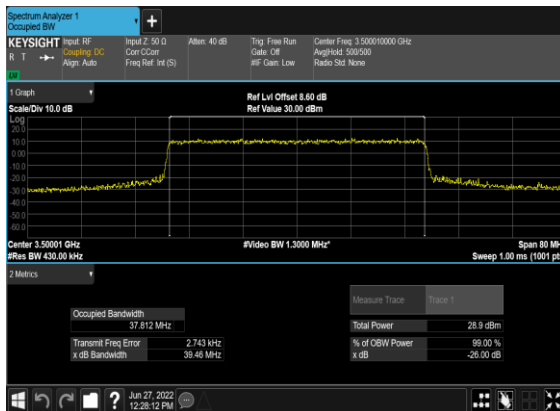 Spectrum Analyzer 1
Occupied BW
KEYSIGHT
R T
Input: RF
Coupling: DC
Align: Auto
Input Z: 50 Ω
Corr CCorr
Freq Ref: Int (S)
Atten: 40 dB
Trig: Free Run
Gate: Off
#IF Gain: Low
Center Freq: 3.500010000 GHz
Avg|Hold: 500/500
Radio Std: None
1 Graph
Scale/Div 10.0 dB
Ref Lvl Offset 8.60 dB
Ref Value 30.00 dBm
Log
20.0
10.0
0.00
-10.0
-20.0
-30.0
-40.0
-50.0
-60.0
Center 3.50001 GHz
#Video BW 1.3000 MHz*
Span 80 MH
#Res BW 430.00 kHz
Sweep 1.00 ms (1001 pts
2 Metrics
Measure Trace
Trace 1
Occupied Bandwidth
37.812 MHz
Total Power
28.9 dBm
Transmit Freq Error
2.743 kHz
% of OBW Power
99.00 %
x dB Bandwidth
39.46 MHz
x dB
-26.00 dB
?
Jun 27, 2022
12:28:12 PM